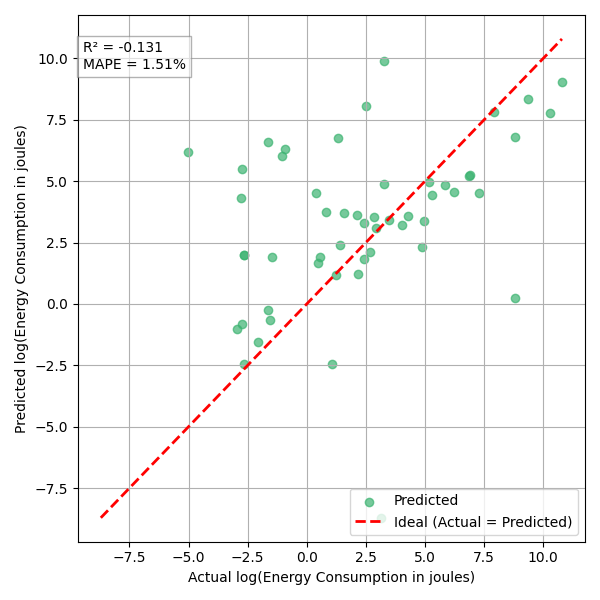 R² = -0.131
MAPE = 1.51%
Predicted log(Energy Consumption in joules)
10.0
7.5
5.0
2.5
0.0
−2.5
−5.0
−7.5
Predicted
Ideal (Actual = Predicted)
−7.5 −5.0 −2.5 0.0 2.5 5.0 7.5 10.0
Actual log(Energy Consumption in joules)